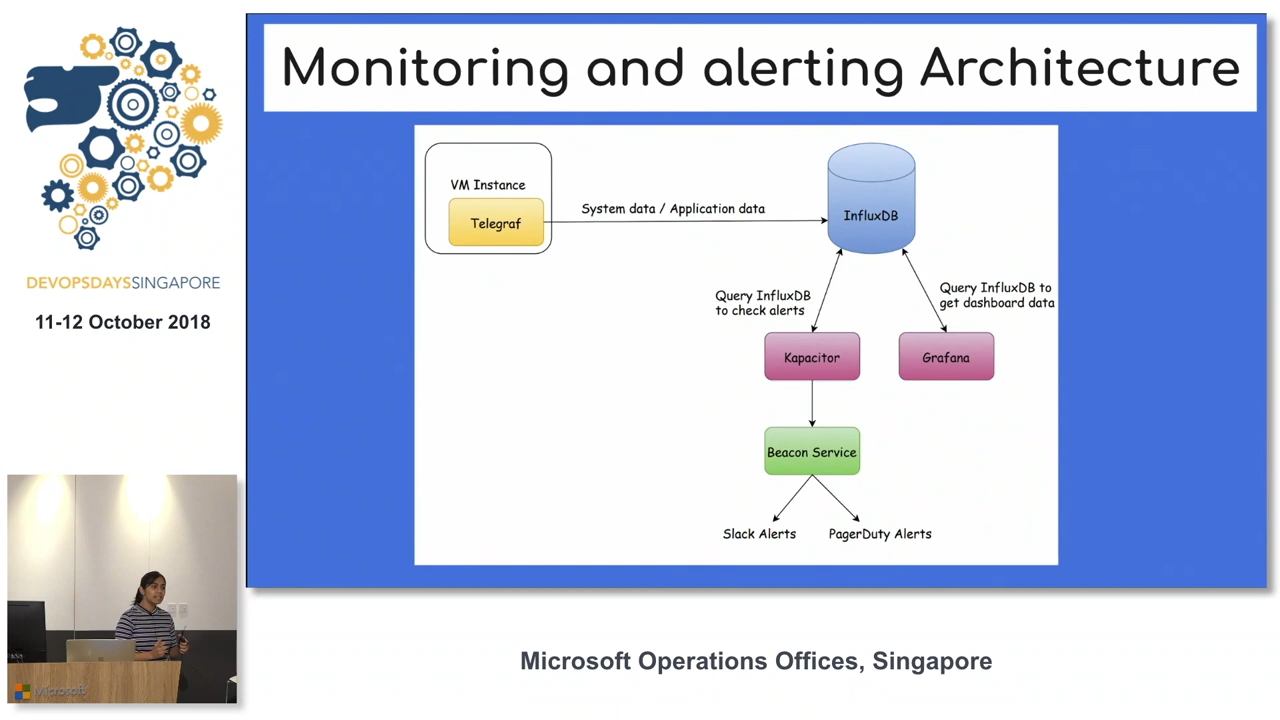 Monitoring and alerting Architecture
VM Instance
Telegraf
System data / Application data
InfluxDB
Query InfluxDB
to check alerts
Query InfluxDB to
get dashboard data
Kapacitor
Grafana
Beacon Service
Slack Alerts
PagerDuty Alerts
DEVOPSDAYSSINGAPORE
11-12 October 2018
Microsoft
Microsoft Operations Offices, Singapore